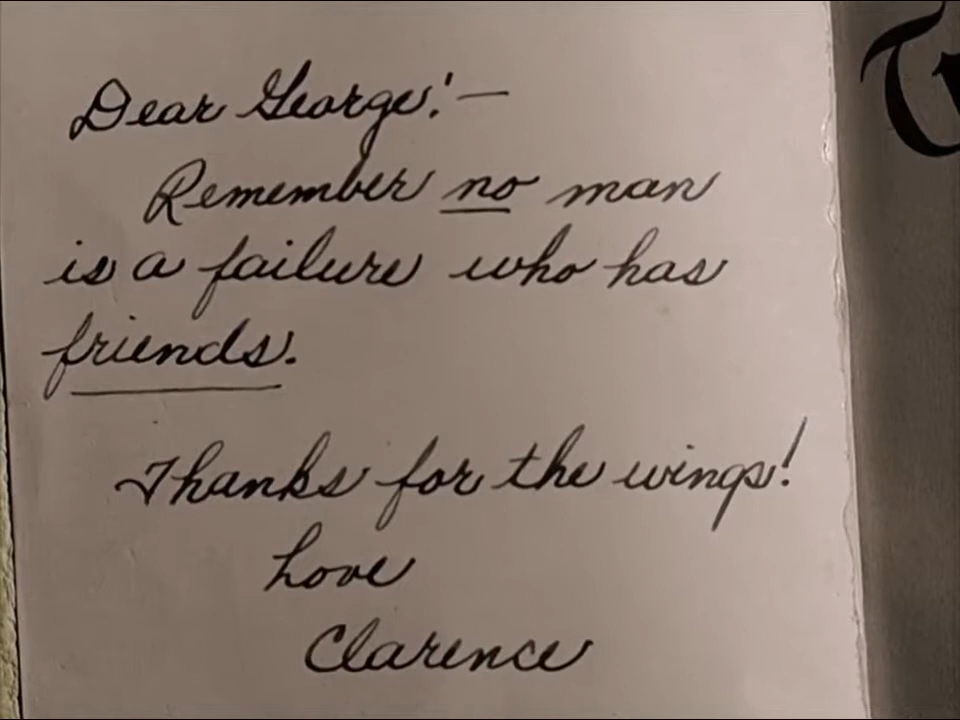 Dear George:—
Remember no man
is a failure who has
friends.
Thanks for the wings!
Love
Clarence